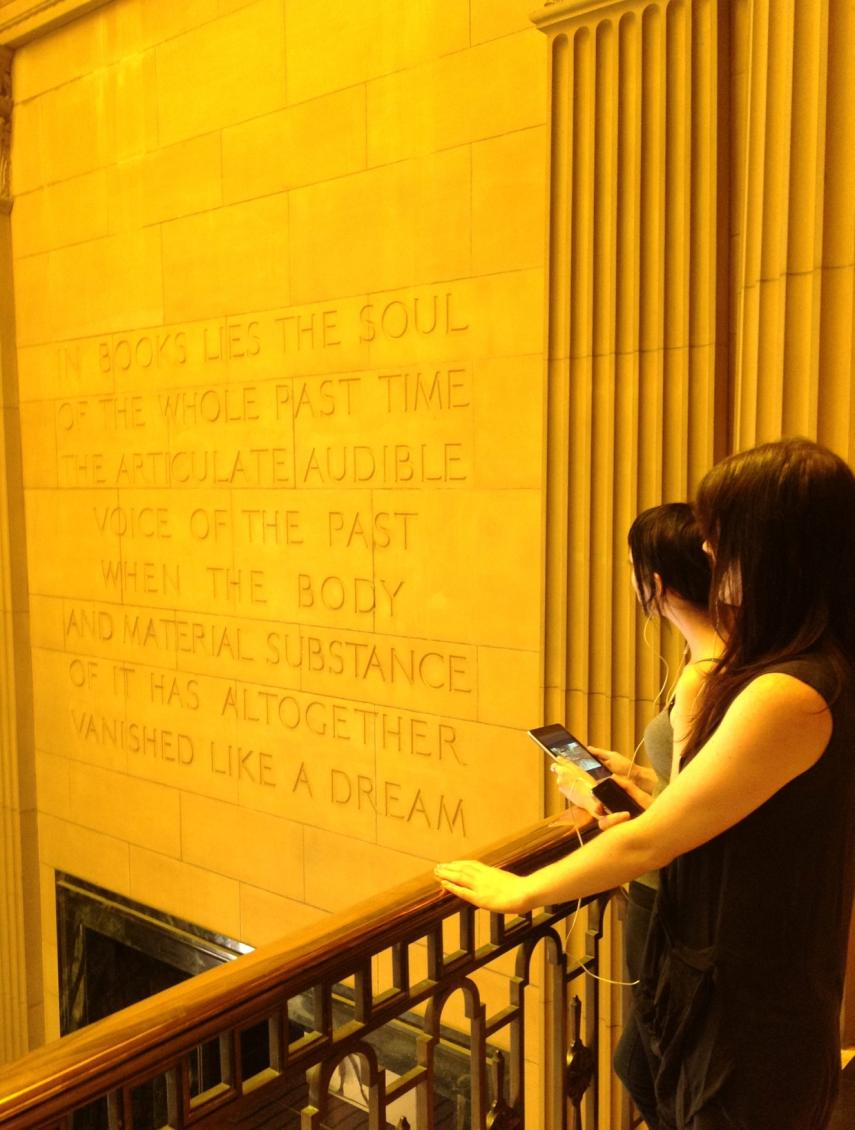 IN BOOKS LIES THE SOUL
OF THE WHOLE PAST TIME
THE ARTICULATE AUDIBLE
VOICE OF THE PAST
WHEN THE BODY
AND MATERIAL SUBSTANCE
OF IT HAS ALTOGETHER
VANISHED LIKE A DREAM